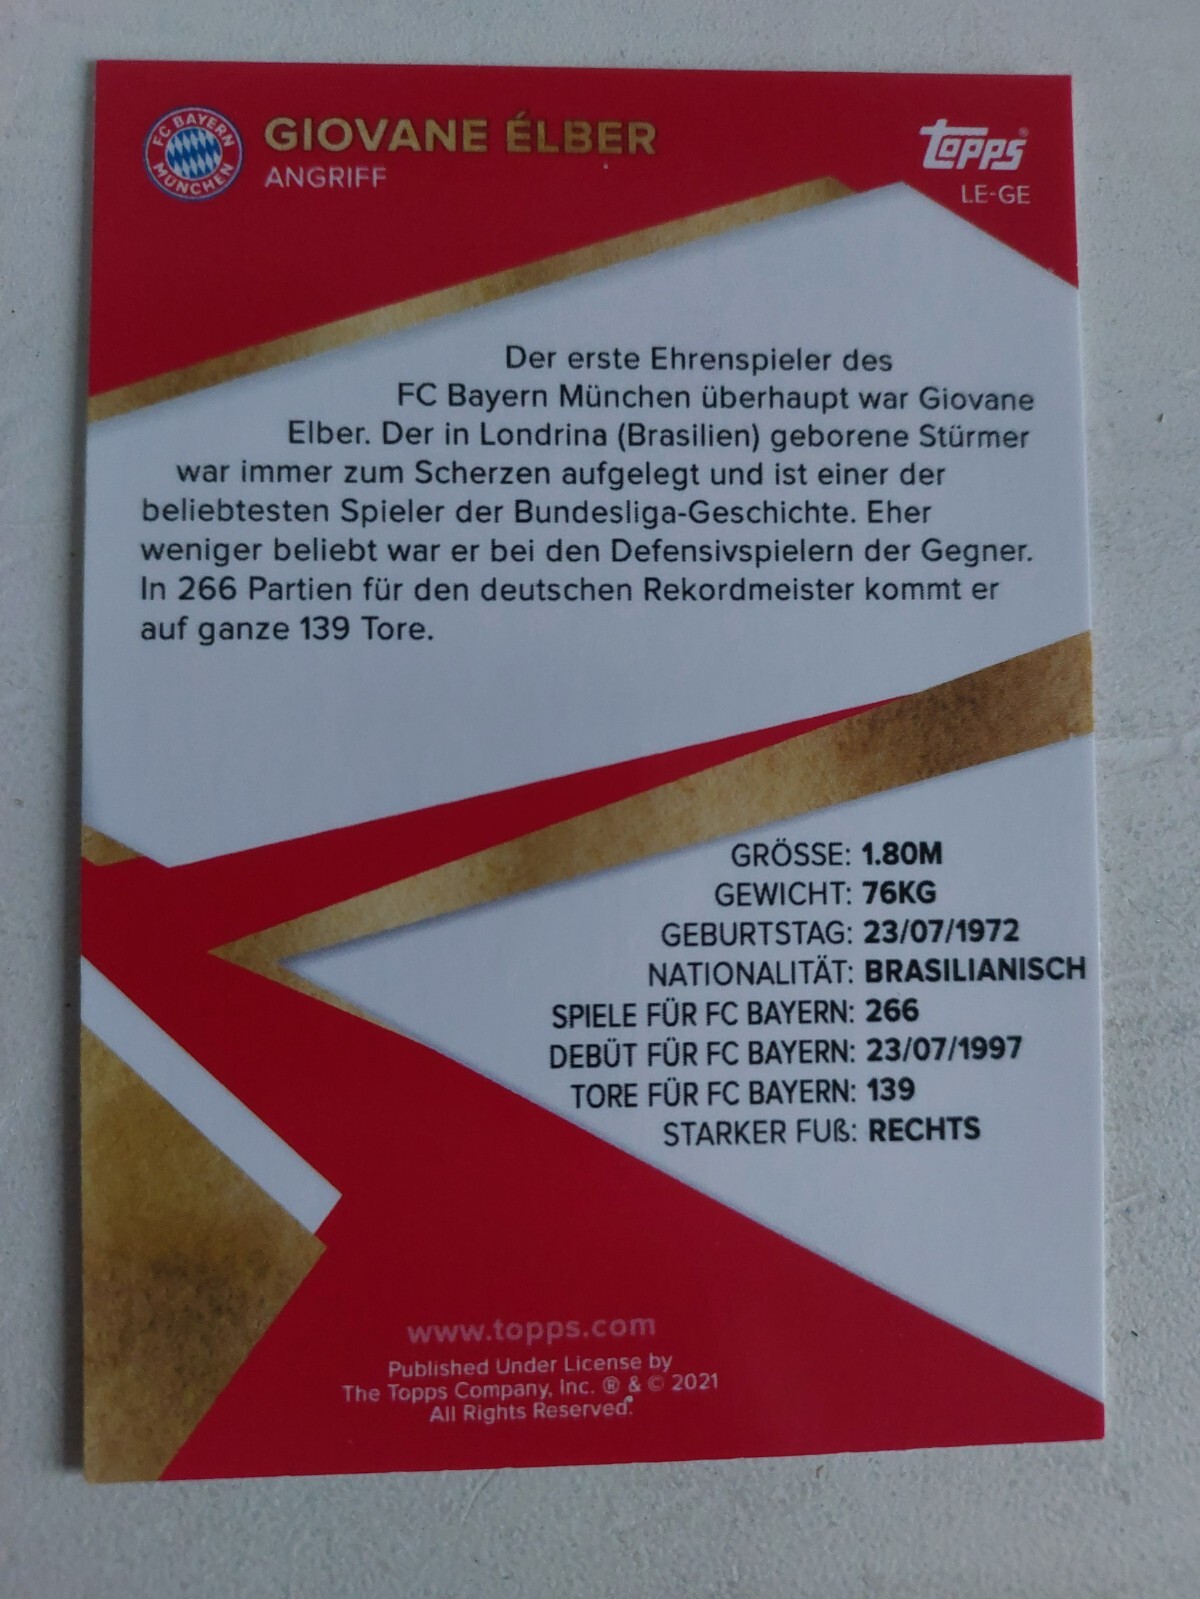 FC BAYERN
MÜNCHEN
GIOVANE ÉLBER
ANGRIFF
Topps®
LE-GE
Der erste Ehrenspieler des
FC Bayern München überhaupt war Giovane
Elber. Der in Londrina (Brasilien) geborene Stürmer
war immer zum Scherzen aufgelegt und ist einer der
beliebtesten Spieler der Bundesliga-Geschichte. Eher
weniger beliebt war er bei den Defensivspielern der Gegner.
In 266 Partien für den deutschen Rekordmeister kommt er
auf ganze 139 Tore.
GRÖSSE: 1.80M
GEWICHT: 76KG
GEBURTSTAG: 23/07/1972
NATIONALITÄT: BRASILIANISCH
SPIELE FÜR FC BAYERN: 266
DEBÜT FÜR FC BAYERN: 23/07/1997
TORE FÜR FC BAYERN: 139
STARKER FUß: RECHTS
www.topps.com
Published Under License by
The Topps Company, Inc. ® & © 2021
All Rights Reserved.